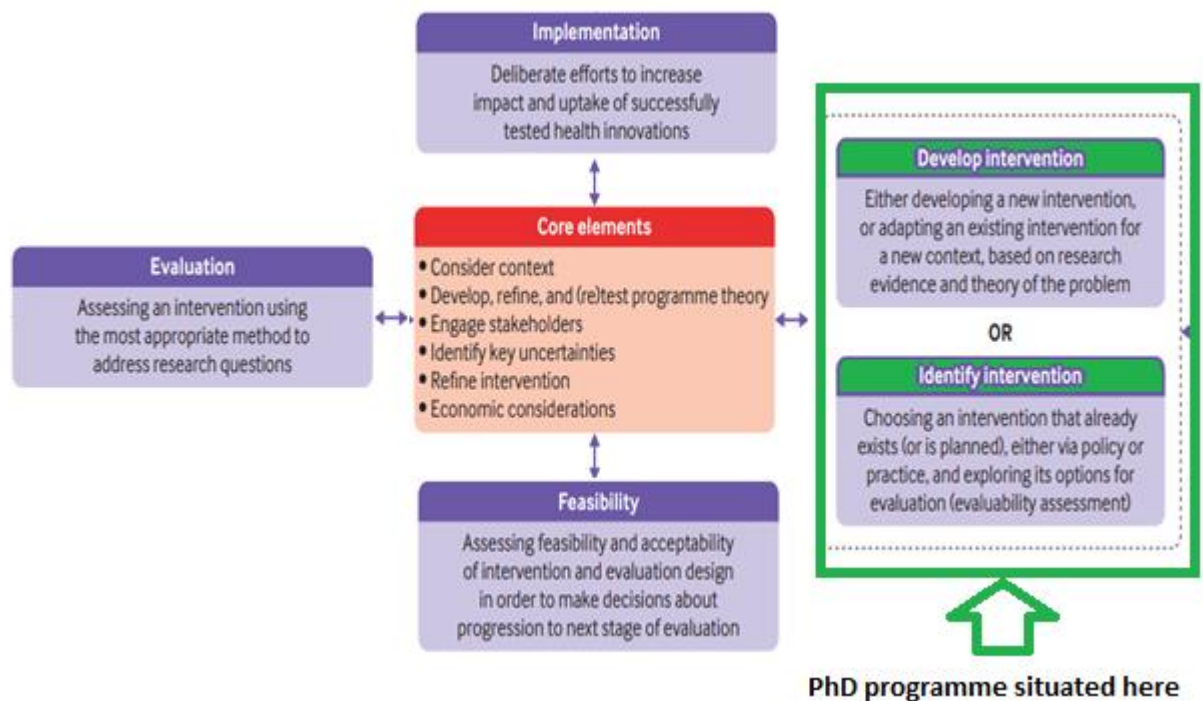 Implementation
Deliberate efforts to increase
impact and uptake of successfully
tested health innovations
Develop intervention
Either developing a new intervention,
or adapting an existing intervention for
a new context, based on research
evidence and theory of the problem
OR
Identify intervention
Choosing an intervention that already
exists (or is planned), either via policy or
practice, and exploring its options for
evaluation (evaluability assessment)
Core elements
• Consider context
• Develop, refine, and (re)test programme theory
• Engage stakeholders
• Identify key uncertainties
• Refine intervention
• Economic considerations
Evaluation
Assessing an intervention using
the most appropriate method to
address research questions
Feasibility
Assessing feasibility and acceptability
of intervention and evaluation design
in order to make decisions about
progression to next stage of evaluation
PhD programme situated here